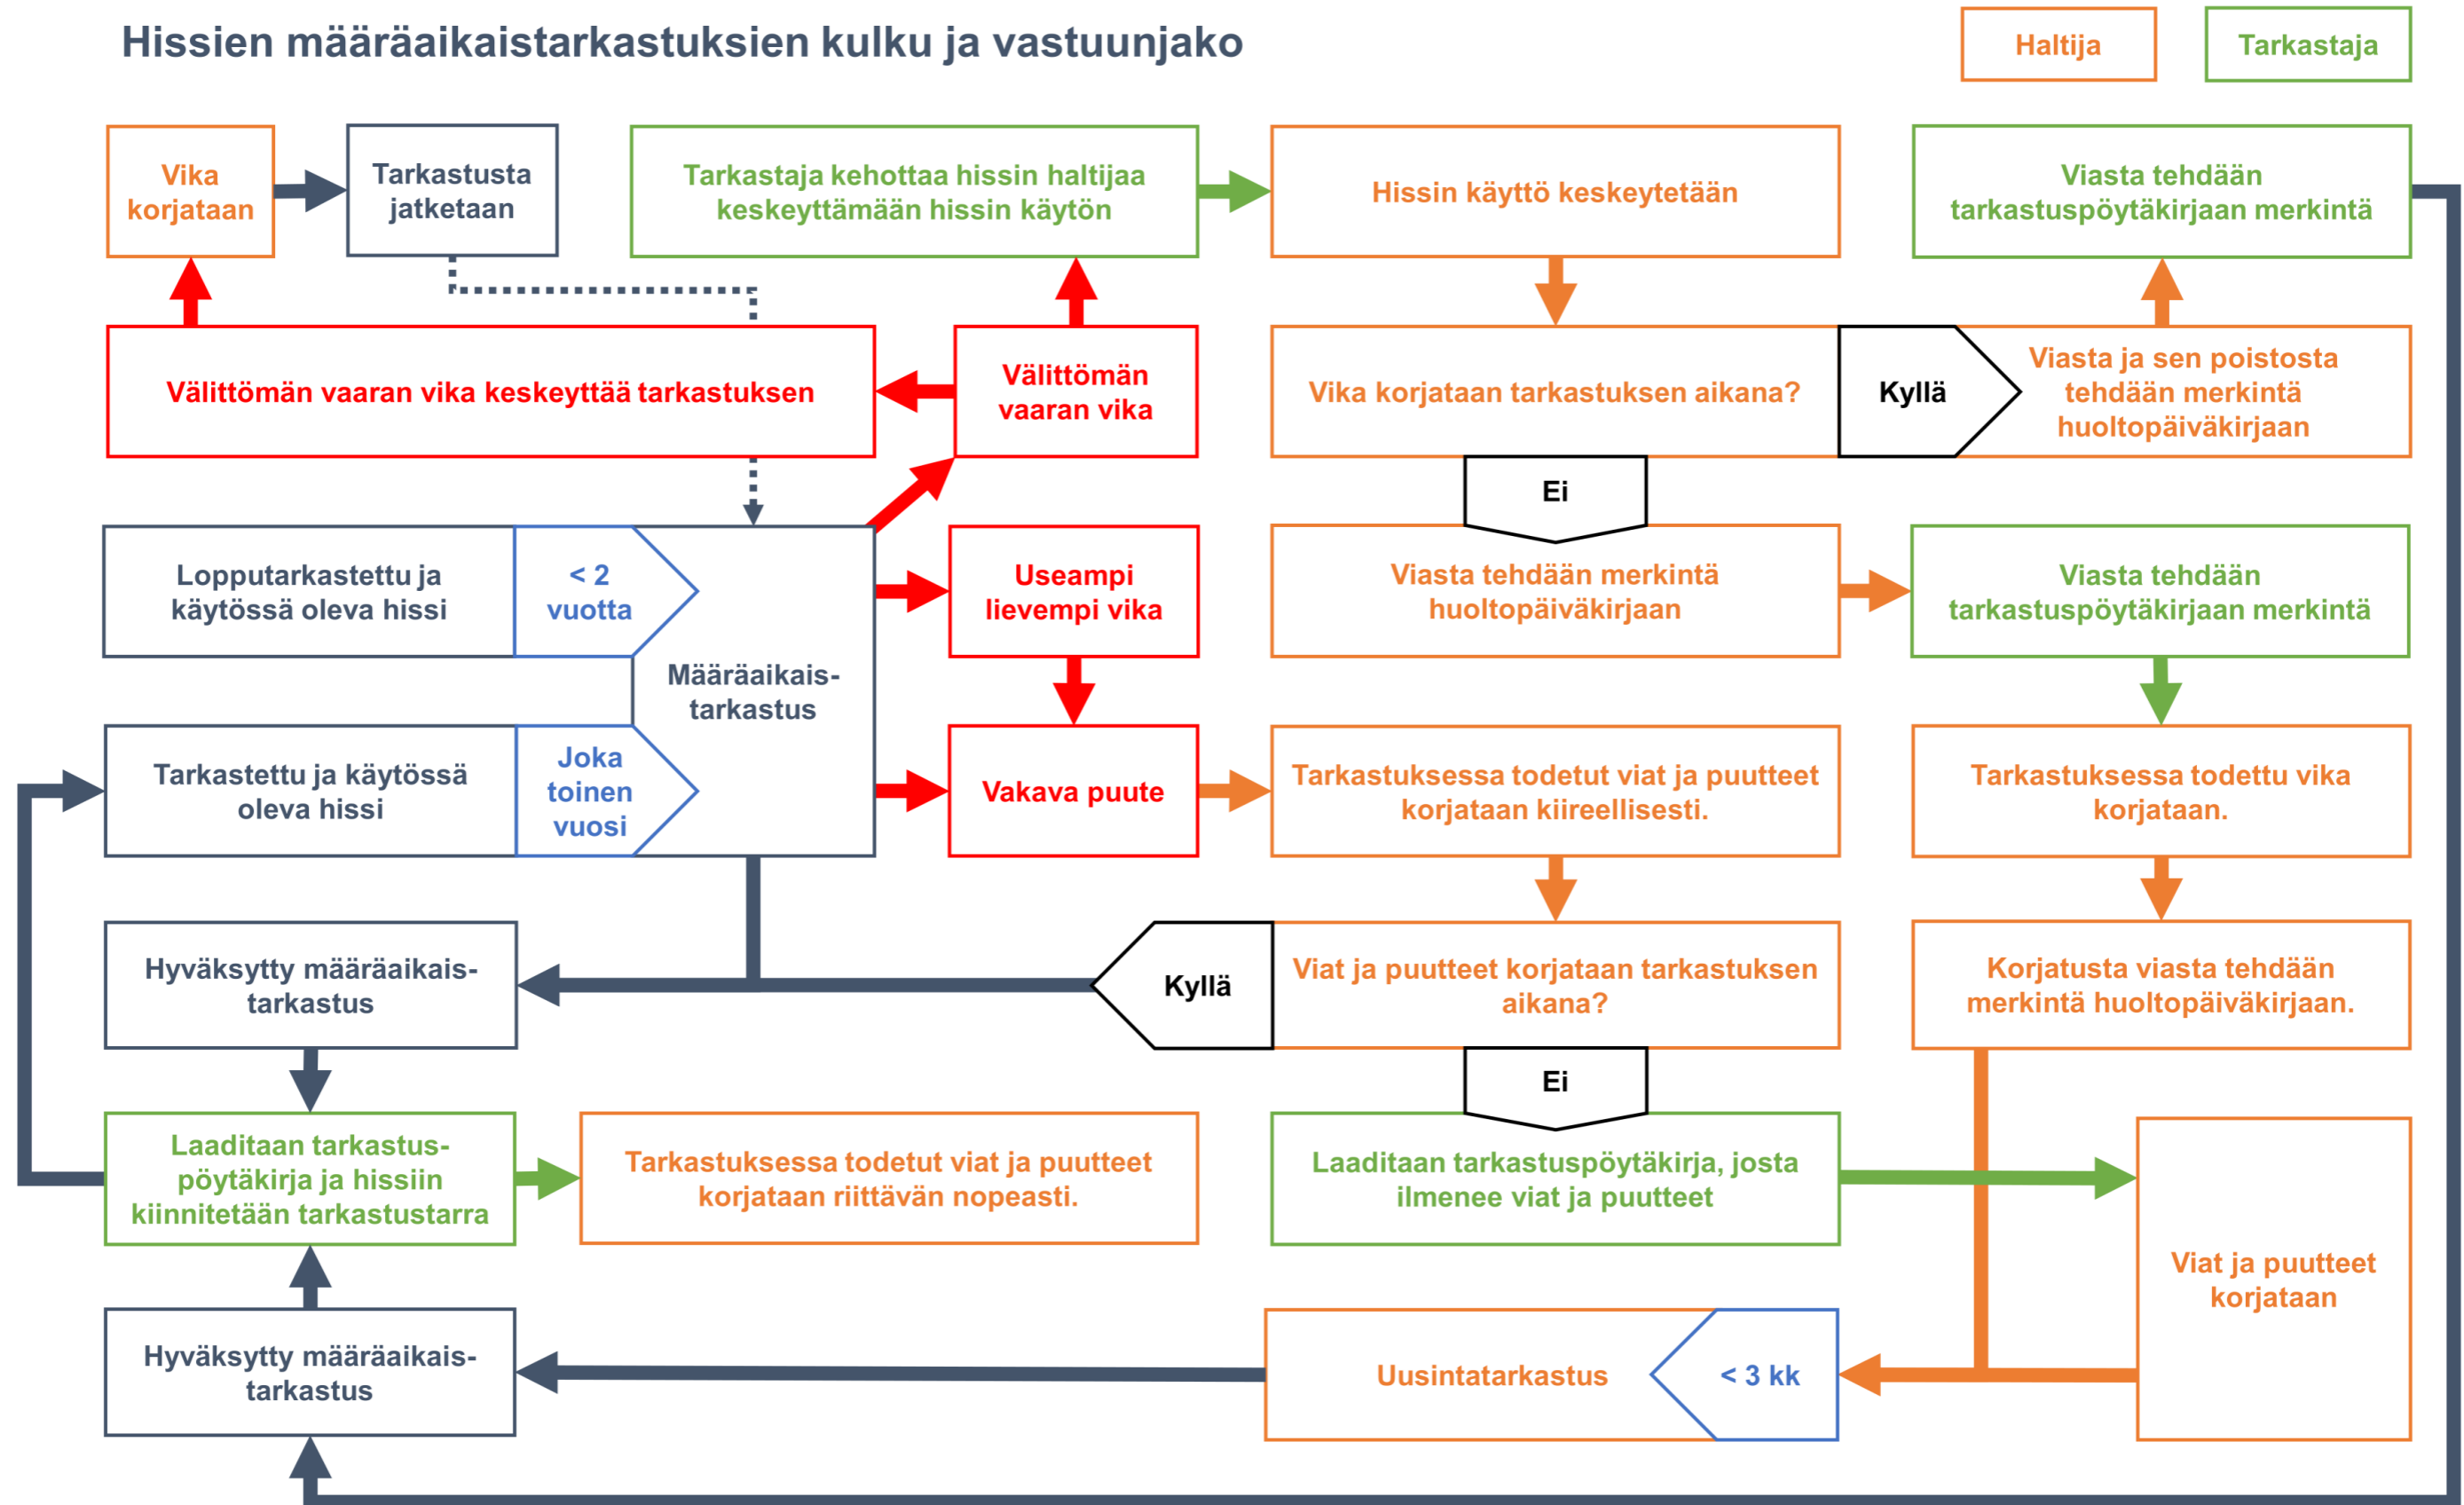 Hissien määräaikaistarkastuksien kulku ja vastuunjako
Haltija
Tarkastaja
Vika
korjataan
Tarkastusta
jatketaan
Tarkastaja kehottaa hissin haltijaa
keskeyttämään hissin käytön
Hissin käyttö keskeytetään
Viasta tehdään
tarkastuspöytäkirjaan merkintä
Välittömän vaaran vika keskeyttää tarkastuksen
Välittömän
vaaran vika
Vika korjataan tarkastuksen aikana?
Kyllä
Viasta ja sen poistosta
tehdään merkintä
huoltopäiväkirjaan
Ei
Lopputarkastettu ja
käytössä oleva hissi
< 2
vuotta
Määräaikais-
tarkastus
Useampi
lievempi vika
Viasta tehdään merkintä
huoltopäiväkirjaan
Viasta tehdään
tarkastuspöytäkirjaan merkintä
Tarkastettu ja käytössä
oleva hissi
Joka
toinen
vuosi
Vakava puute
Tarkastuksessa todetut viat ja puutteet
korjataan kiireellisesti.
Tarkastuksessa todettu vika
korjataan.
Hyväksytty määräaikais-
tarkastus
Kyllä
Viat ja puutteet korjataan tarkastuksen
aikana?
Korjatusta viasta tehdään
merkintä huoltopäiväkirjaan.
Ei
Laaditaan tarkastus-
pöytäkirja ja hissiin
kiinnitetään tarkastustarra
Tarkastuksessa todetut viat ja puutteet
korjataan riittävän nopeasti.
Laaditaan tarkastuspöytäkirja, josta
ilmenee viat ja puutteet
Viat ja puutteet
korjataan
Hyväksytty määräaikais-
tarkastus
Uusintatarkastus
< 3 kk